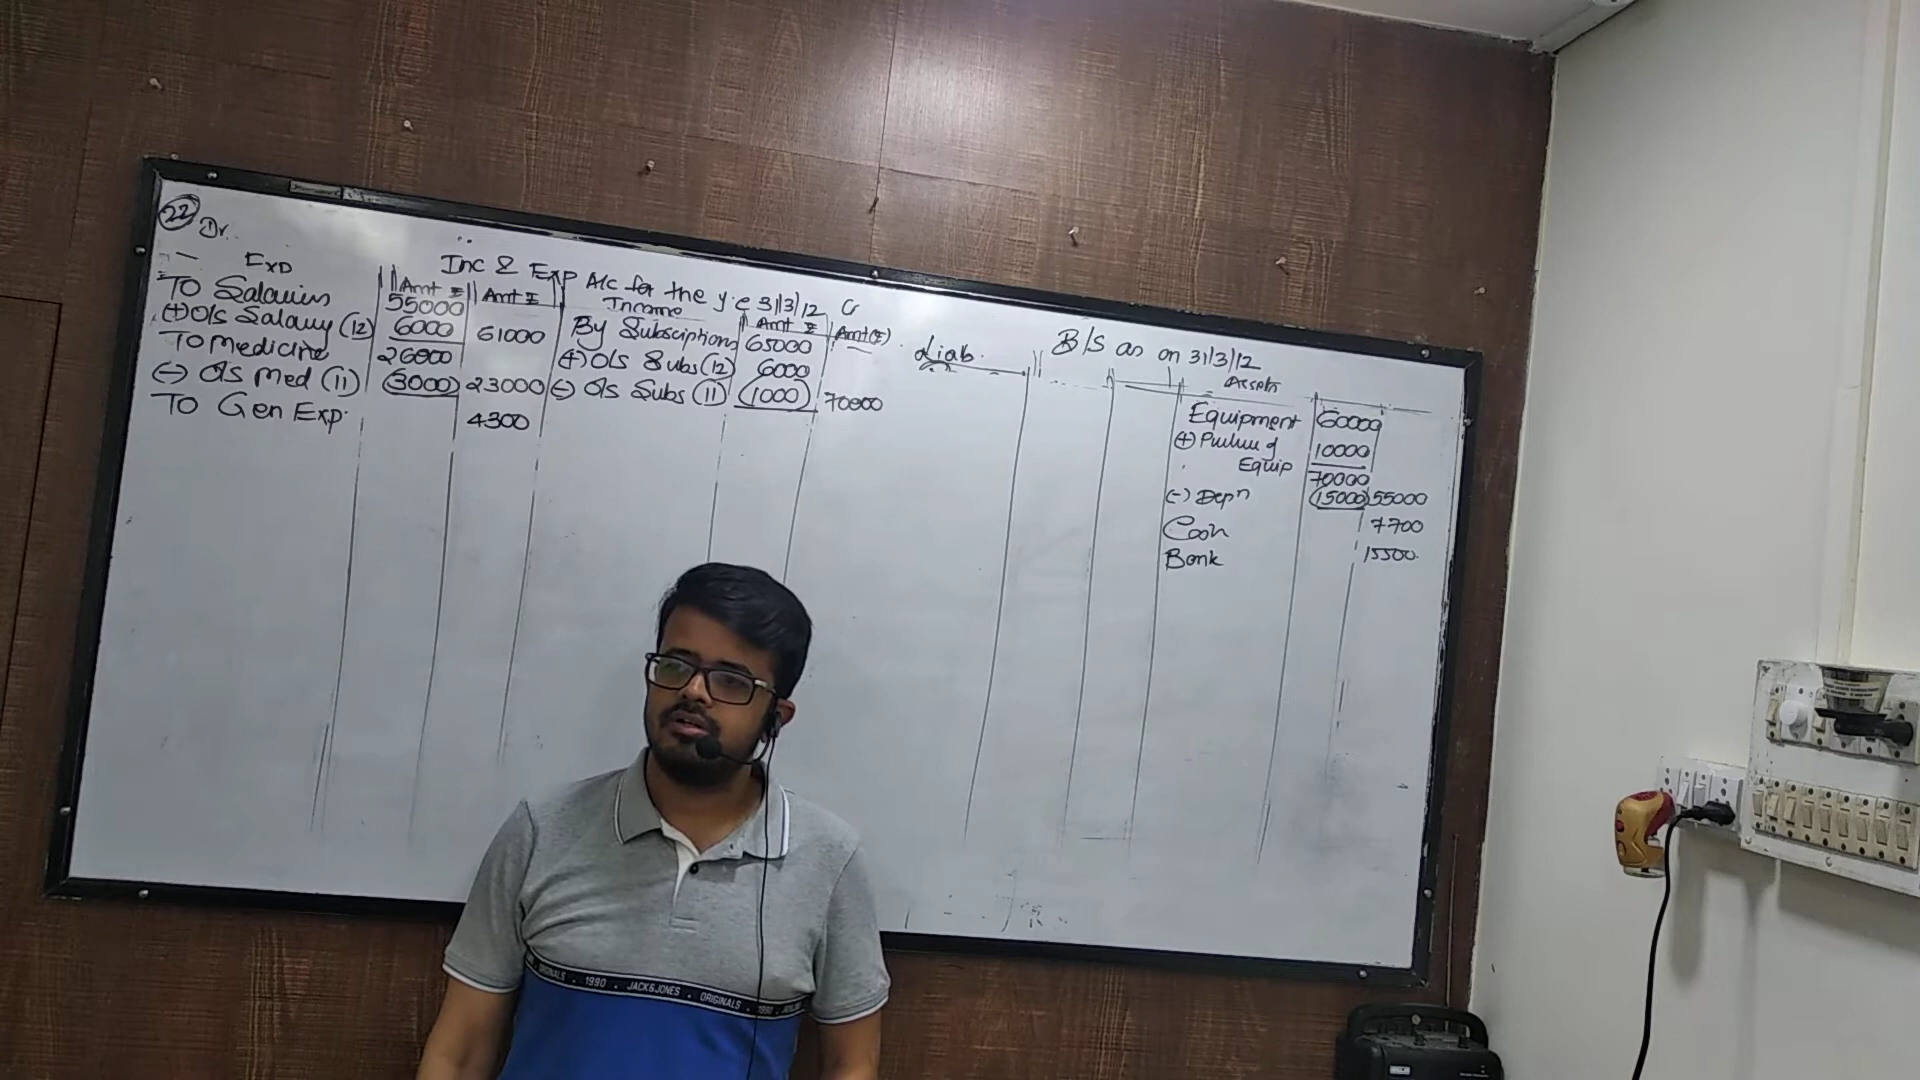 22
Dr.
Inc & Exp A/c for the y.e 31/3/12 Cr
Exp Amt ₹ Amt ₹ Income Amt ₹ Amt(₹)
To Salaries 55000
(+) O/s Salary (12) 6000 61000
To Medicine 26000
(-) O/s Med (11) (3000) 23000
To Gen Exp. 4300
By Subsciptions 65000
(+) O/s Subs (12) 6000
(-) O/s Subs (11) (1000) 70000
B/S as on 31/3/12
Liab. Assets
Equipment 60000
(+) Purchase of 10000
Equip 70000
(-) Depn (15000) 55000
Cash 7700
Bank 15500
ORIGINALS . 1990 . JACK&JONES . ORIGINALS . 1990 .